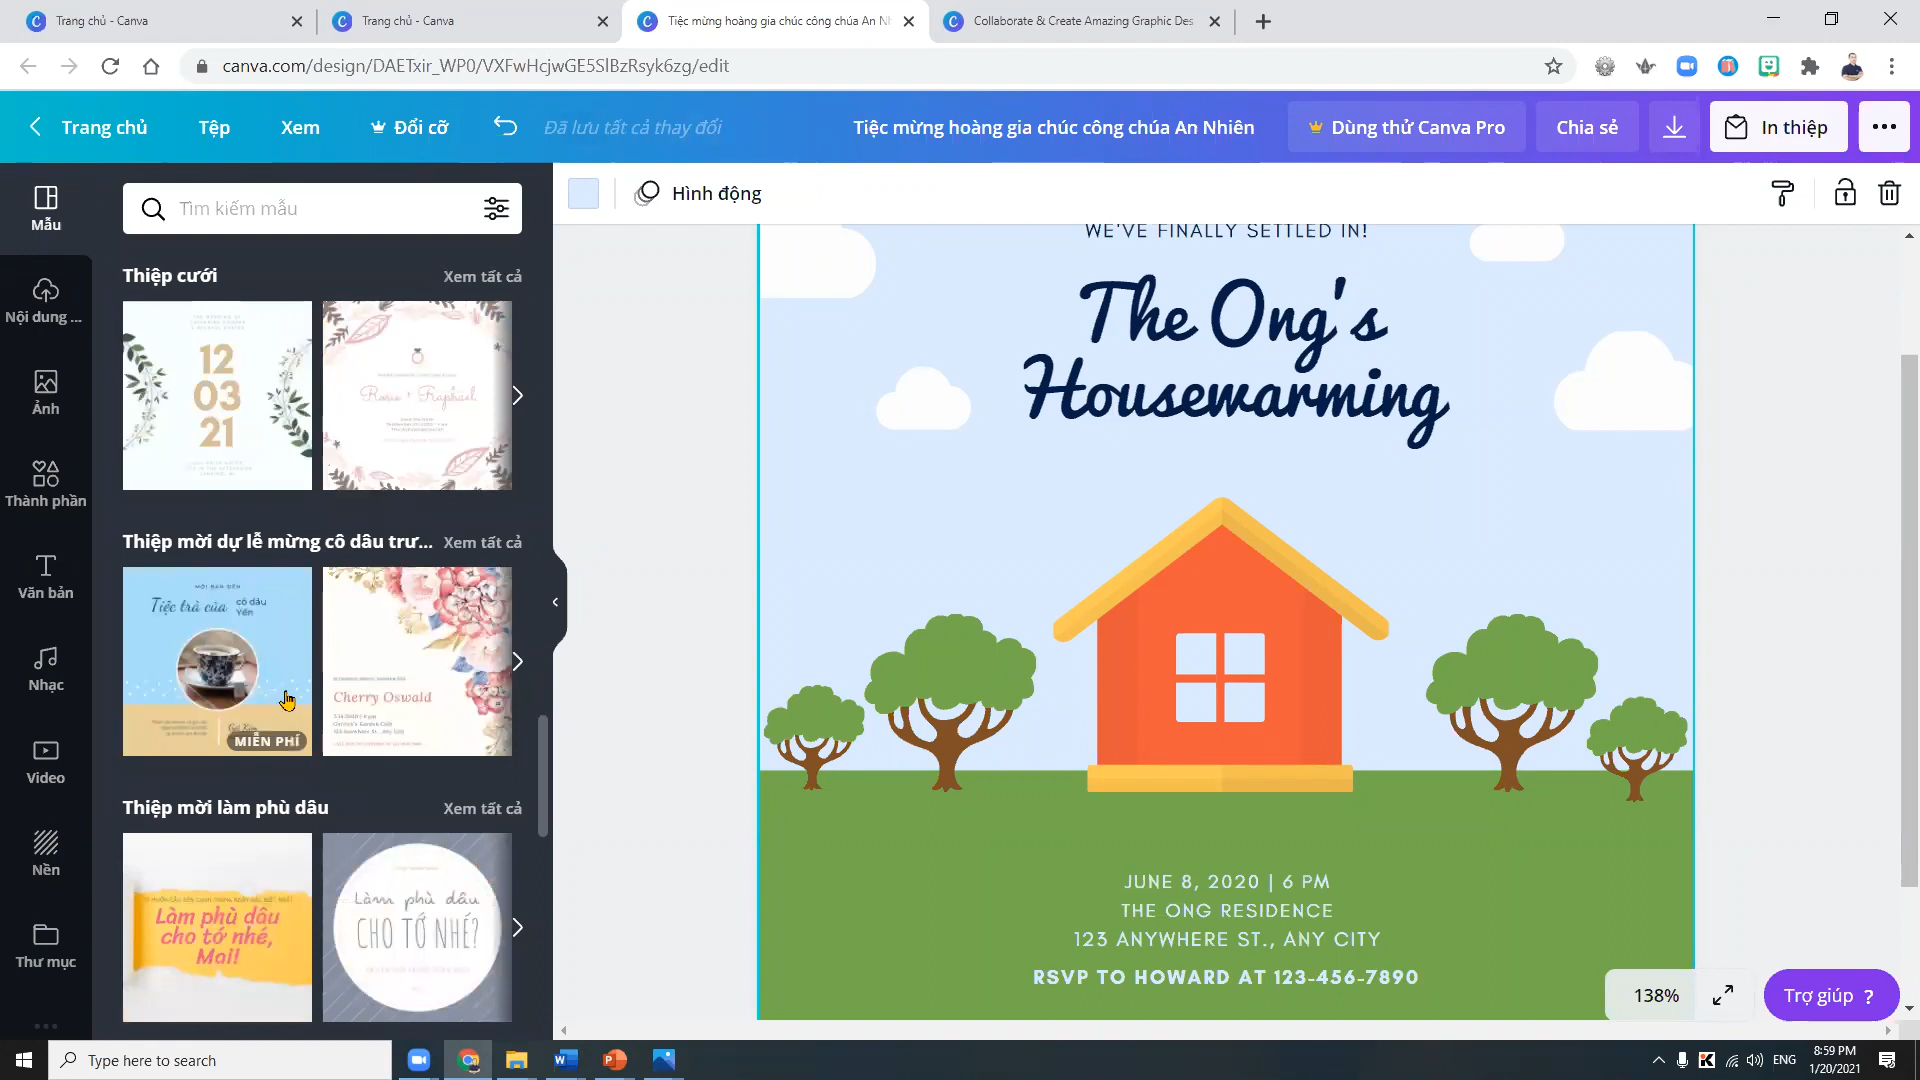 Trang chủ - Canva
Trang chủ - Canva
Tiệc mừng hoàng gia chúc công chúa An Nh
Collaborate & Create Amazing Graphic Des
canva.com/design/DAETxir_WP0/VXFwHcjwGE5SlBzRsyk6zg/edit
Trang chủ
Tệp
Xem
Đổi cỡ
Đã lưu tất cả thay đổi
Tiệc mừng hoàng gia chúc công chúa An Nhiên
Dùng thử Canva Pro
Chia sẻ
In thiệp
Mẫu
Nội dung ...
Ảnh
Thành phần
Văn bản
Nhạc
Video
Nền
Thư mục
Tìm kiếm mẫu
Thiệp cưới
Xem tất cả
12
03
21
Rosie + Raphael
Thiệp mời dự lễ mừng cô dâu trư...
Xem tất cả
MỜI BẠN ĐẾN
Tiệc trà của
cô dâu
Yến
MIỄN PHÍ
Cherry Oswald
Thiệp mời làm phù dâu
Xem tất cả
Làm phù dâu
cho tớ nhé,
Mai!
Làm phù dâu
CHO TỚ NHÉ?
Hình động
WE'VE FINALLY SETTLED IN!
The Ong's
Housewarming
JUNE 8, 2020 | 6 PM
THE ONG RESIDENCE
123 ANYWHERE ST., ANY CITY
RSVP TO HOWARD AT 123-456-7890
138%
Trợ giúp ?
Type here to search
ENG
8:59 PM
1/20/2021